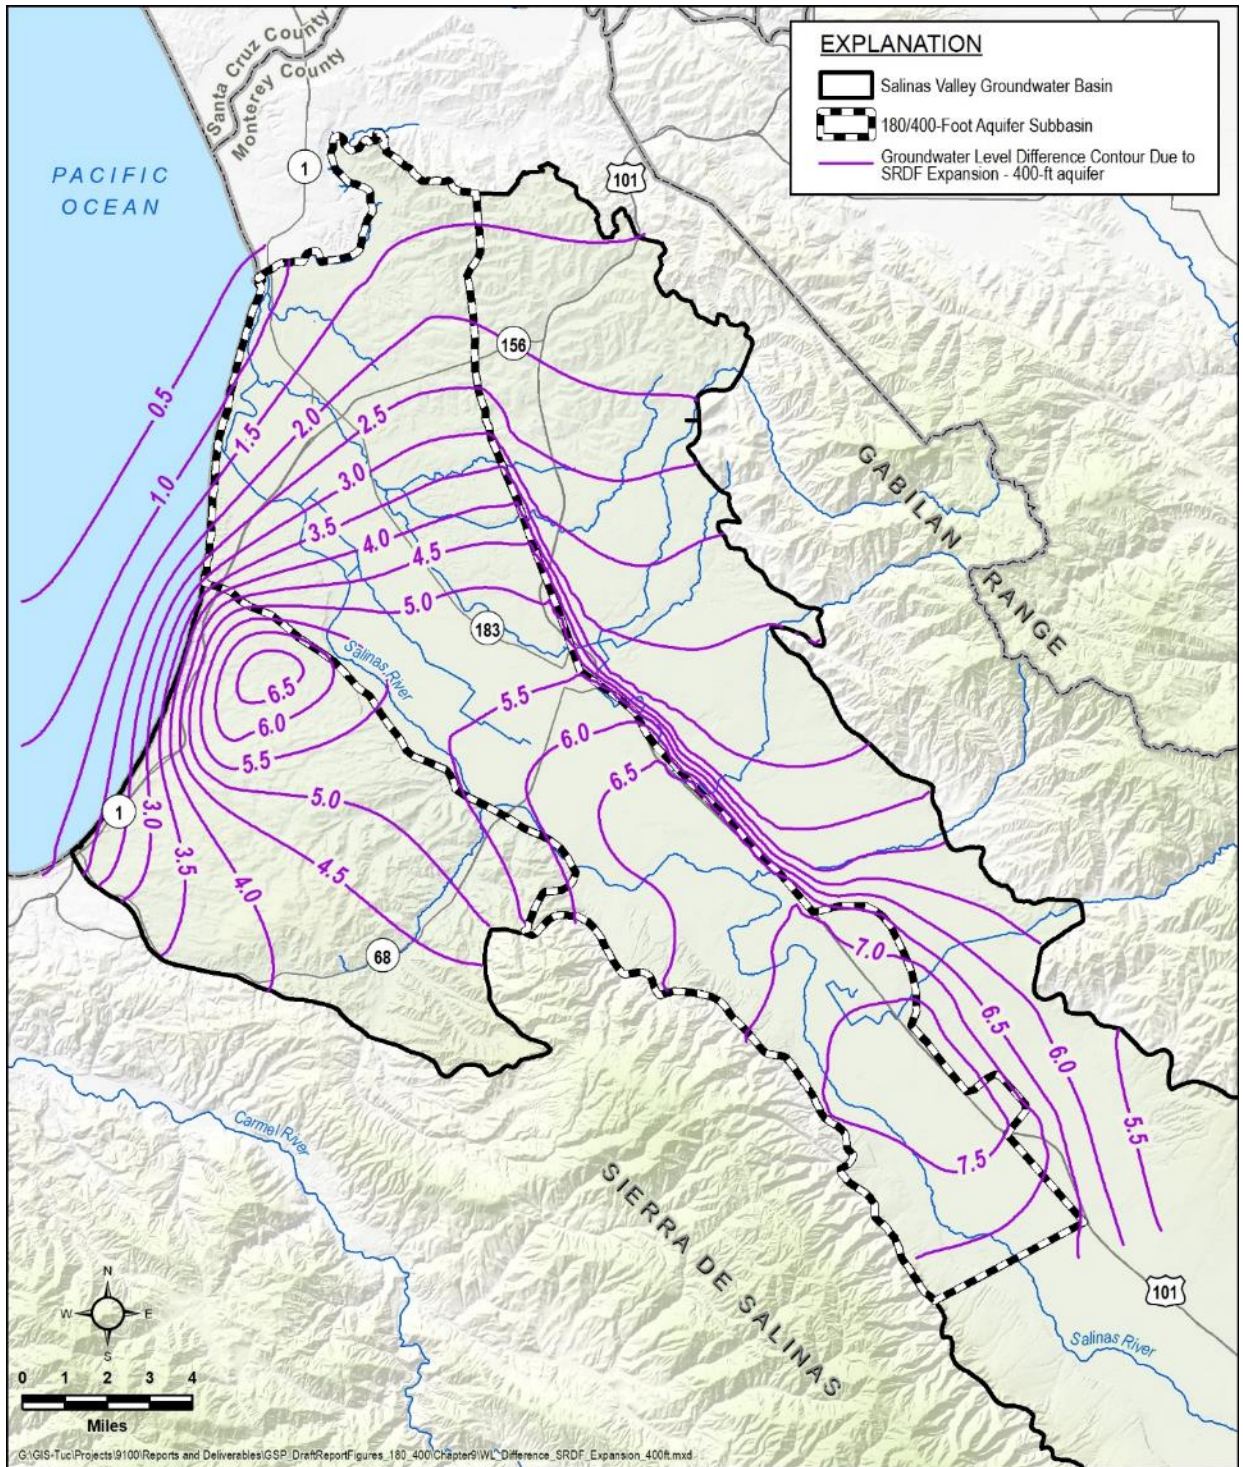 EXPLANATION
Salinas Valley Groundwater Basin
180/400-Foot Aquifer Subbasin
Groundwater Level Difference Contour Due to
SRDF Expansion - 400-ft aquifer
Santa Cruz County
Monterey County
PACIFIC
OCEAN
1
101
156
0.5
1.0
1.5
2.0
2.5
3.0
3.5
4.0
4.5
5.0
183
GABILAN
RANGE
Salinas River
6.5
6.0
5.5
5.0
4.5
4.0
3.5
3.0
1
68
5.5
6.0
6.5
7.0
6.5
6.0
5.5
7.5
Carmel River
SIERRA DE SALINAS
101
Salinas River
N
W
E
S
0 1 2 3 4
Miles
G:\GIS-Tuc\Projects\9100\Reports and Deliverables\GSP_DraftReportFigures_180_400\Chapter9\WL_Difference_SRDF_Expansion_400ft.mxd